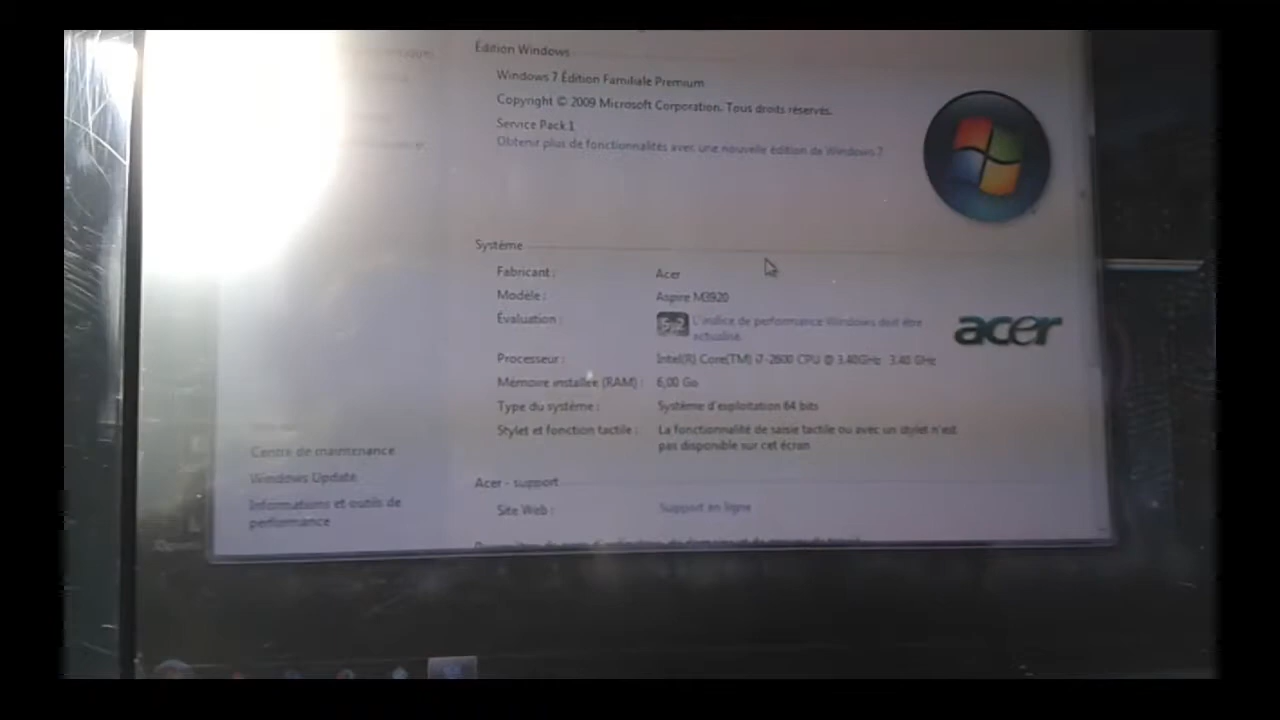 Édition Windows
Windows 7 Édition Familiale Premium
Copyright © 2009 Microsoft Corporation. Tous droits réservés.
Service Pack 1
Obtenir plus de fonctionnalités avec une nouvelle édition de Windows 7
Système
Fabricant : Acer
Modèle : Aspire M3920
Évaluation : 5,2 L'indice de performance Windows doit être
actualisé.
acer
Processeur : Intel(R) Core(TM) i7-2600 CPU @ 3.40GHz 3.40 GHz
Mémoire installée (RAM) : 6,00 Go
Type du système : Système d'exploitation 64 bits
Stylet et fonction tactile : La fonctionnalité de saisie tactile ou avec un stylet n'est
pas disponible sur cet écran
Centre de maintenance
Windows Update
Informations et outils de
performance
Acer - support
Site Web : Support en ligne